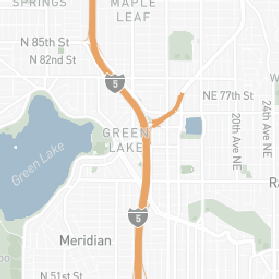 SPRINGS
MAPLE
LEAF
N 85th St
N 82nd St
5
NE 77th St
20th Ave NE
24th Ave NE
GREEN
LAKE
Green Lake
Ra
5
Meridian
N 51st St